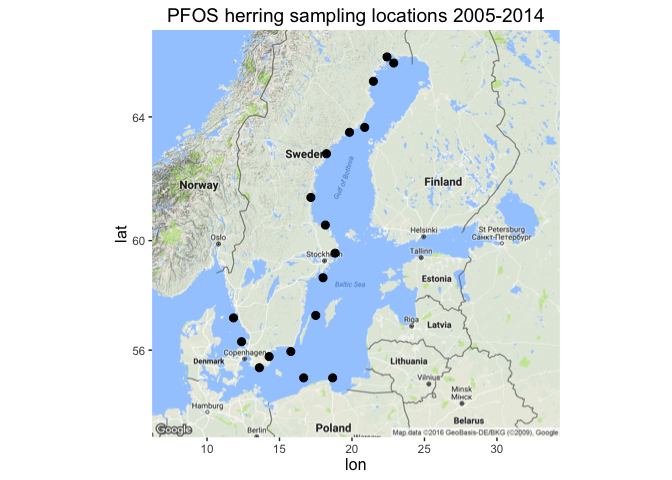 PFOS herring sampling locations 2005-2014
64
Sweden
Gulf of Bothnia
Norway
Finland
Oslo
Helsinki
St Petersburg
Санкт-Петербург
lat
60
Stockholm
Tallinn
Estonia
Baltic Sea
Riga
Latvia
56
Copenhagen
Denmark
Lithuania
Vilnius
Minsk
Мінск
Hamburg
Belarus
Berlin
Poland
Warsaw
Google
Map data ©2016 GeoBasis-DE/BKG (©2009), Google
10
15
20
25
30
lon